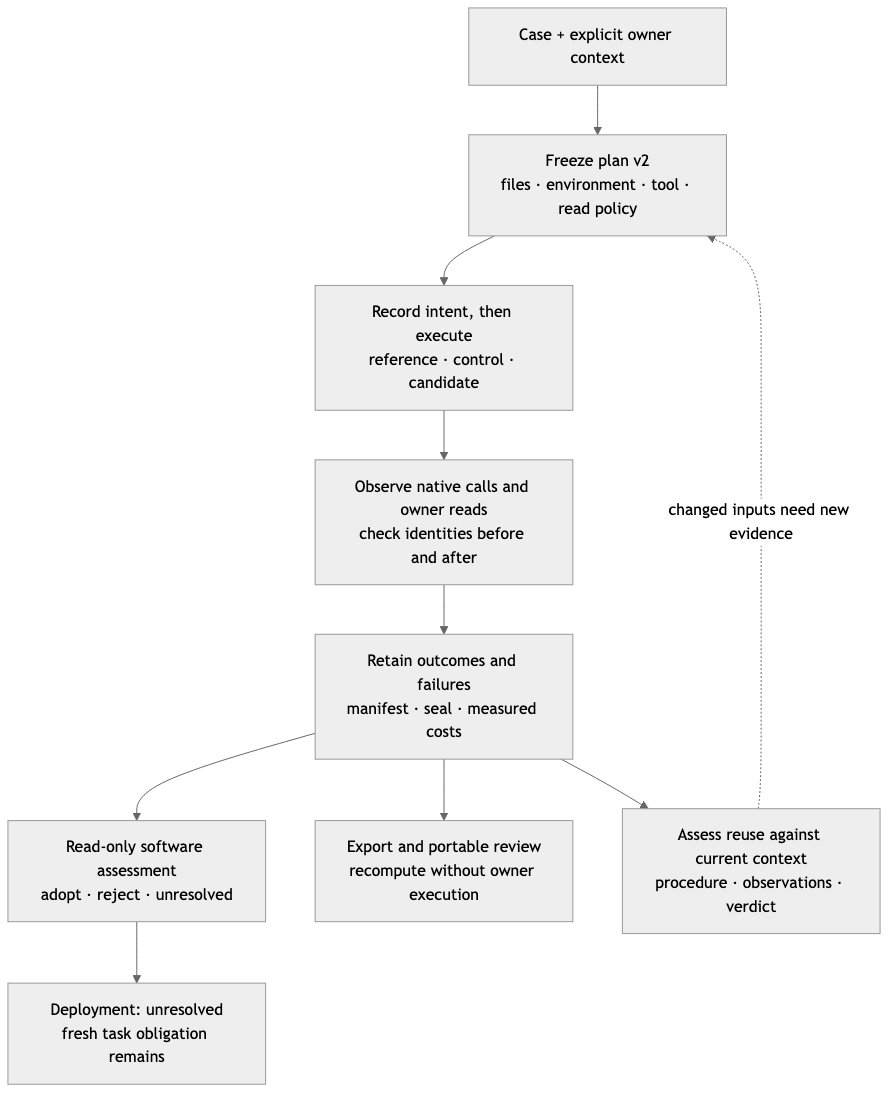 Case + explicit owner
context
Freeze plan v2
files · environment · tool ·
read policy
Record intent, then
execute
reference · control ·
candidate
Observe native calls and
owner reads
check identities before
and after
changed inputs need new
evidence
Retain outcomes and
failures
manifest · seal · measured
costs
Read-only software
assessment
adopt · reject · unresolved
Export and portable review
recompute without owner
execution
Assess reuse against
current context
procedure · observations ·
verdict
Deployment: unresolved
fresh task obligation
remains